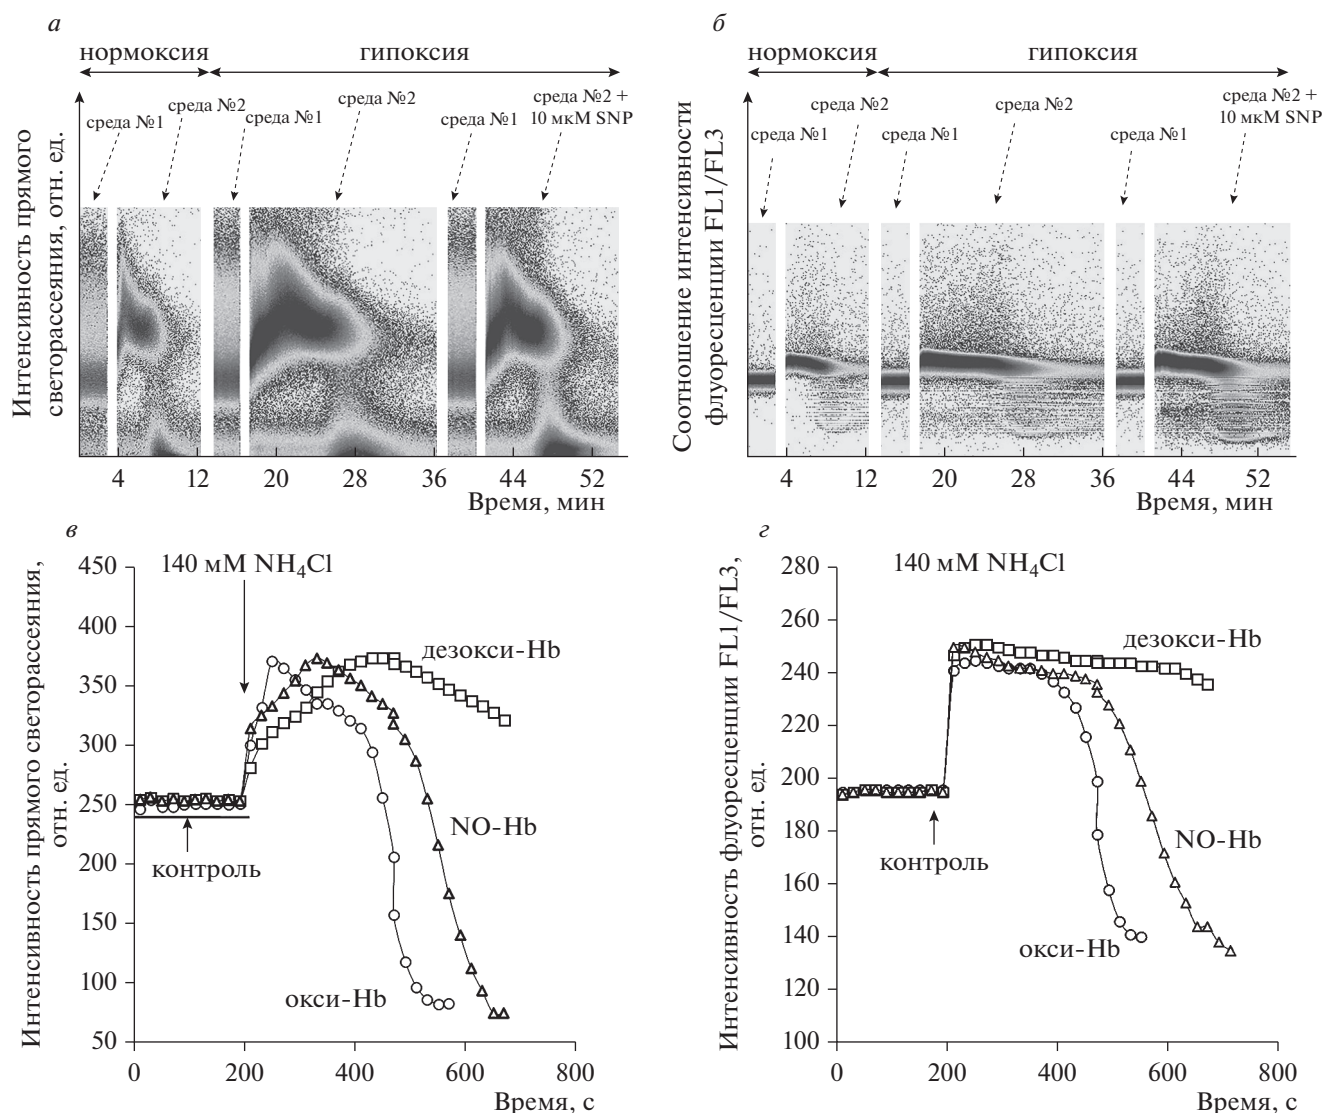 а
нормоксия
гипоксия
Интенсивность прямого
светорассеяния, отн. ед.
среда №1
среда №2
среда №1
среда №2
среда №1
среда №2 +
10 мкМ SNP
4
12
20
28
36
44
52
Время, мин
б
нормоксия
гипоксия
Соотношение интенсивности
флуоресценции FL1/FL3
среда №1
среда №2
среда №1
среда №2
среда №1
среда №2 +
10 мкМ SNP
4
12
20
28
36
44
52
Время, мин
в
Интенсивность прямого светорассеяния,
отн. ед.
450
400
350
300
250
200
150
100
50
140 мМ NH₄Cl
дезокси-Hb
контроль
NO-Hb
окси-Hb
0
200
400
600
800
Время, с
г
Интенсивность флуоресценции FL1/FL3,
отн. ед.
280
260
240
220
200
180
160
140
120
100
140 мМ NH₄Cl
дезокси-Hb
контроль
NO-Hb
окси-Hb
0
200
400
600
800
Время, с